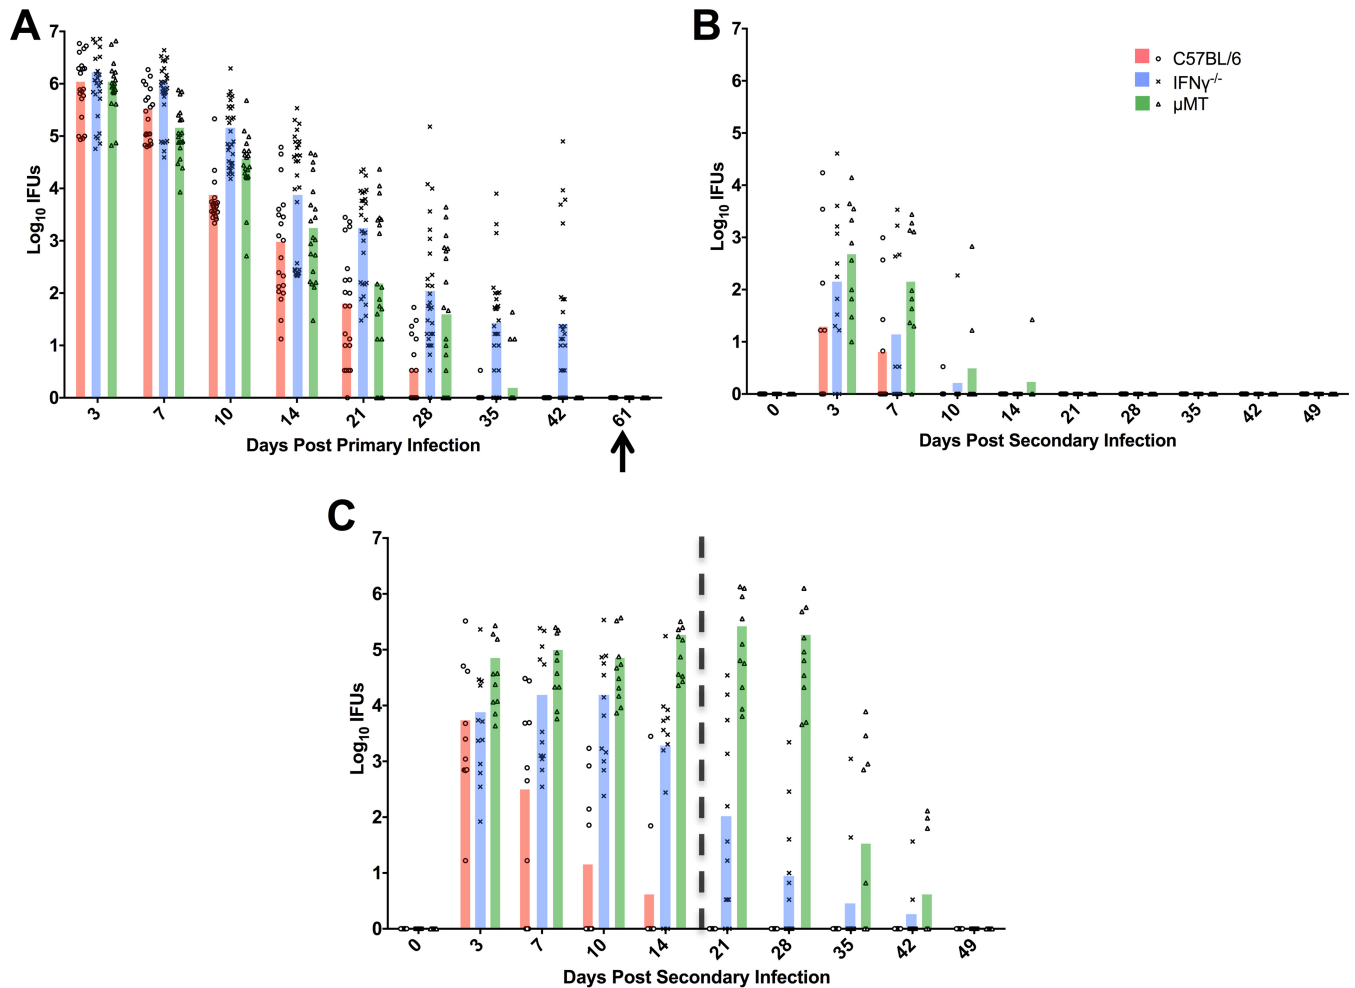 A
7
6
5
4
3
2
1
0
Log10 IFUs
3 7 10 14 21 28 35 42 61
Days Post Primary Infection
B
7
6
5
4
3
2
1
0
Log10 IFUs
C57BL/6
IFNγ-/-
µMT
0 3 7 10 14 21 28 35 42 49
Days Post Secondary Infection
C
7
6
5
4
3
2
1
0
Log10 IFUs
0 3 7 10 14 21 28 35 42 49
Days Post Secondary Infection